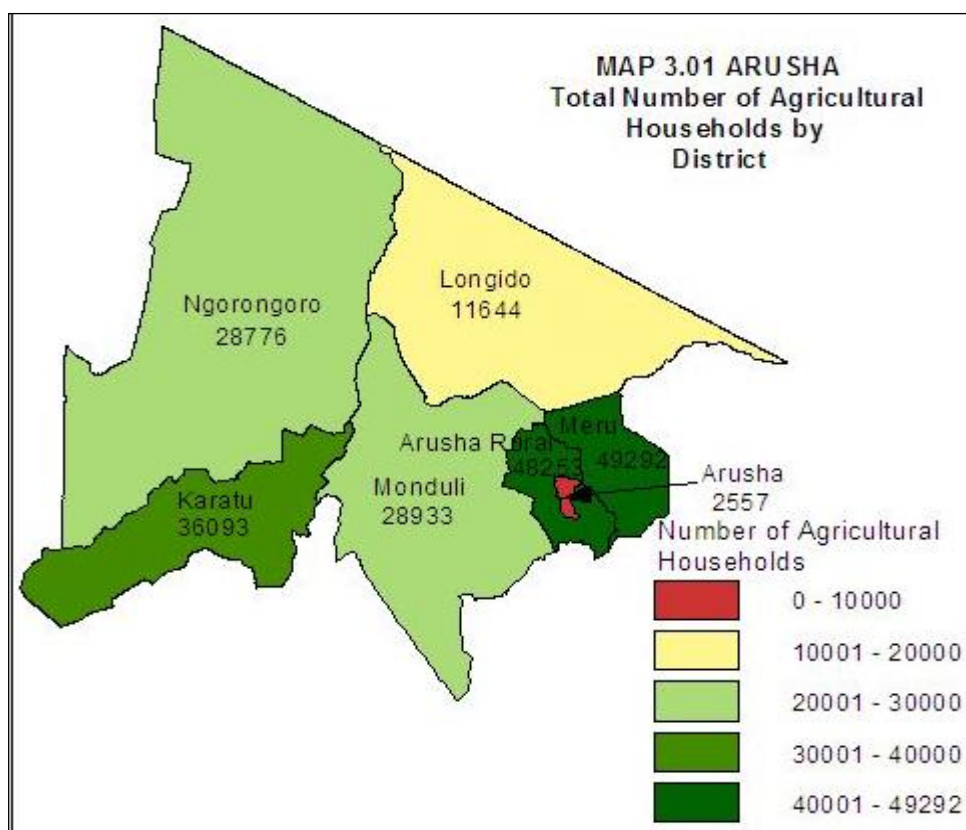 MAP 3.01 ARUSHA
Total Number of Agricultural
Households by
District
Longido
11644
Ngorongoro
28776
Meru
49292
Arusha Rural
48253
Karatu
36093
Monduli
28933
Arusha
2557
Number of Agricultural
Households
0 - 10000
10001 - 20000
20001 - 30000
30001 - 40000
40001 - 49292